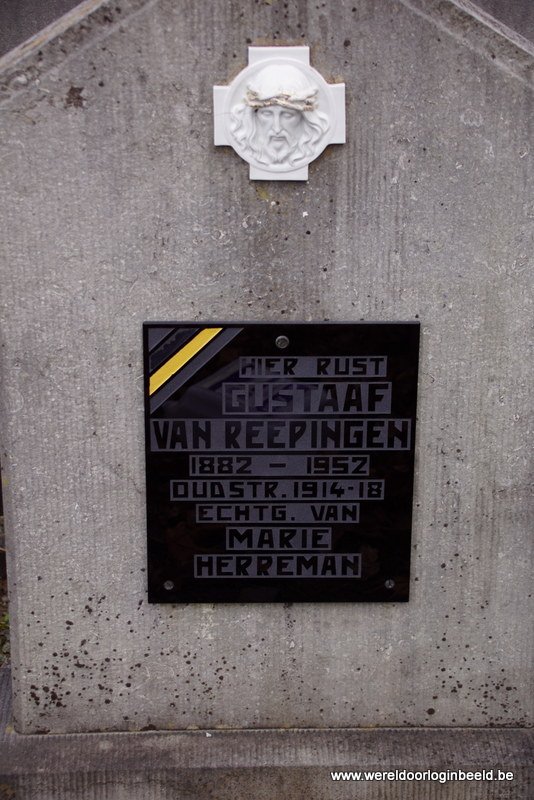 HIER RUST
GUSTAAF
VAN REEPINGEN
1882 - 1952
OUDSTR. 1914-18
ECHTG. VAN
MARIE
HERREMAN
www.wereldoorloginbeeld.be